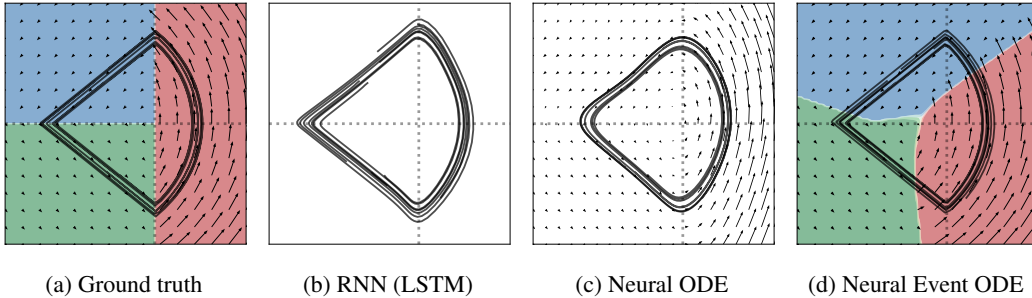 (a) Ground truth
(b) RNN (LSTM)
(c) Neural ODE
(d) Neural Event ODE